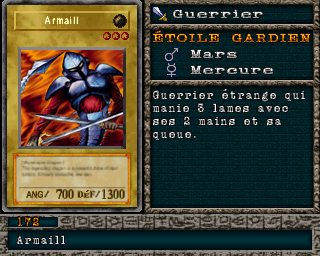 Armaill
ANG/ 700 DÉF/1300
Guerrier
ÉTOILE GARDIEN
Mars
Mercure
Guerrier étrange qui
manie 3 lames avec
ses 2 mains et sa
queue.
172
Armaill